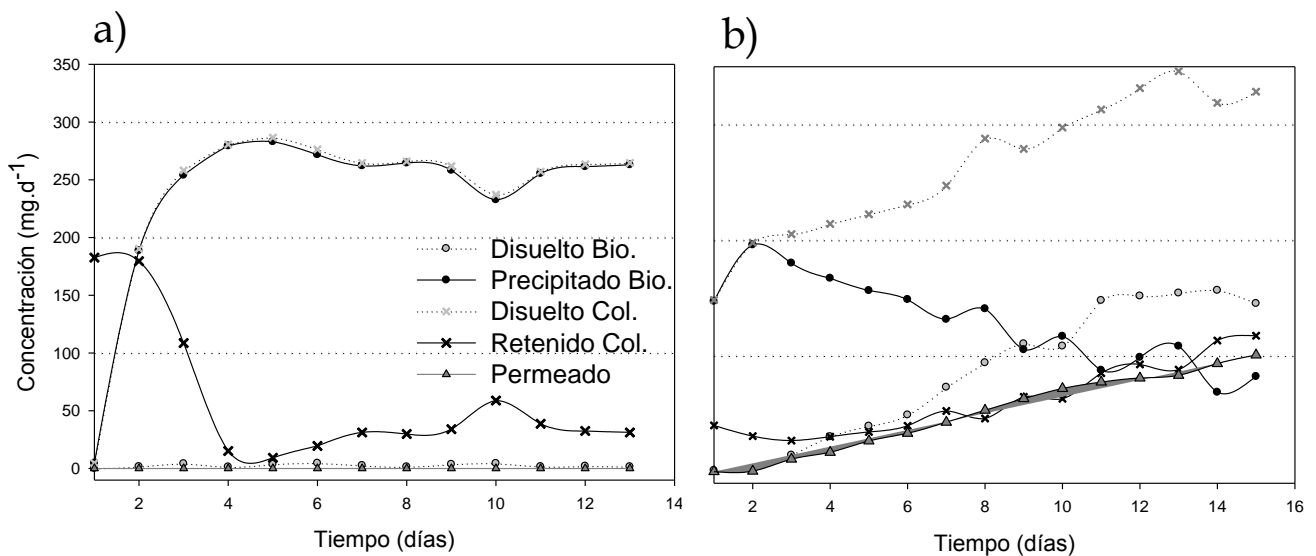 a)
b)
350
300
250
200
150
100
50
0
Concentración (mg.d-1)
Disuelto Bio.
Precipitado Bio.
Disuelto Col.
Retenido Col.
Permeado
2 4 6 8 10 12 14
Tiempo (días)
2 4 6 8 10 12 14 16
Tiempo (días)